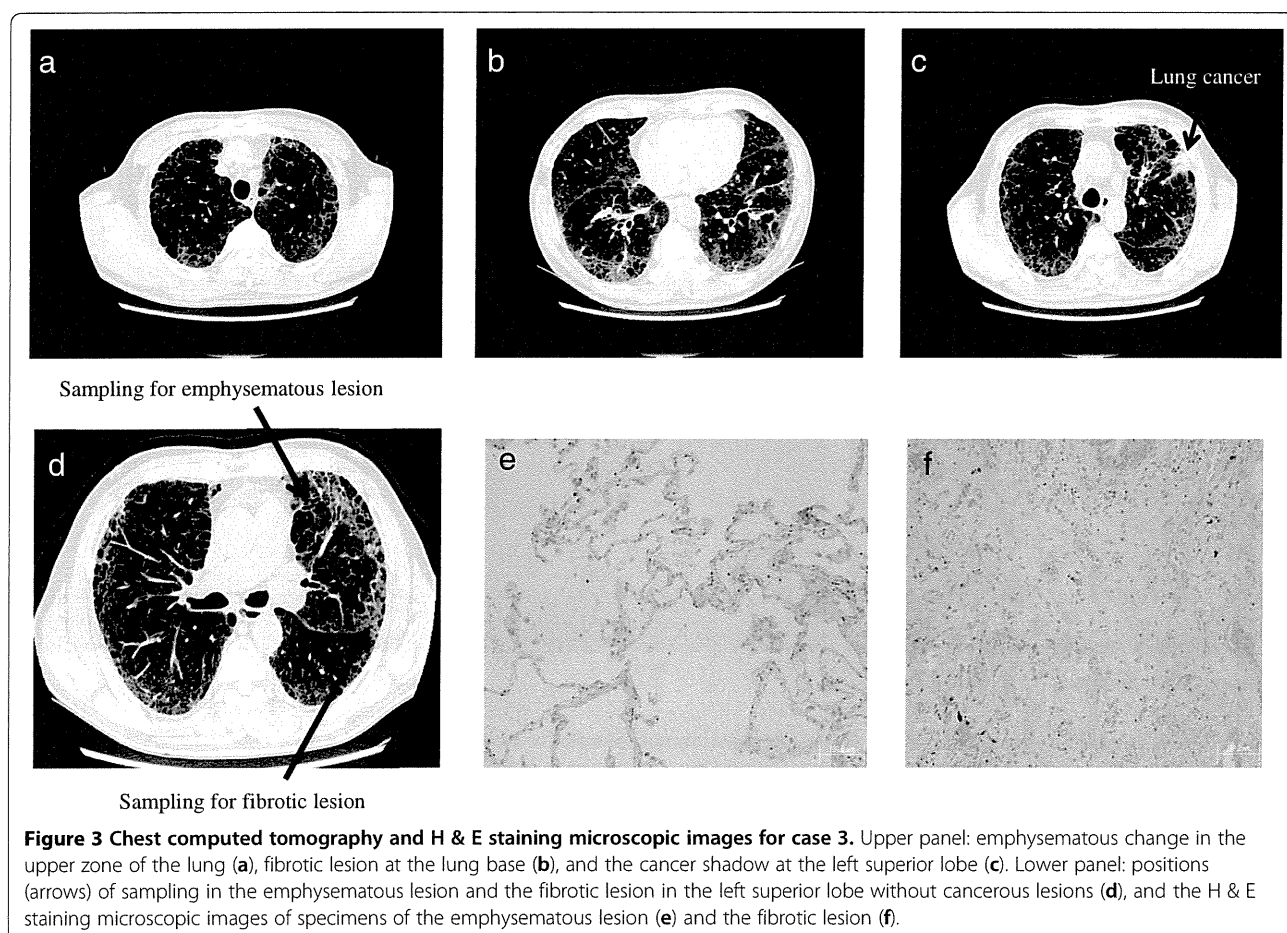 a
b
c
Lung cancer
Sampling for emphysematous lesion
d
e
f
Sampling for fibrotic lesion
Figure 3 Chest computed tomography and H & E staining microscopic images for case 3. Upper panel: emphysematous change in the
upper zone of the lung (a), fibrotic lesion at the lung base (b), and the cancer shadow at the left superior lobe (c). Lower panel: positions
(arrows) of sampling in the emphysematous lesion and the fibrotic lesion in the left superior lobe without cancerous lesions (d), and the H & E
staining microscopic images of specimens of the emphysematous lesion (e) and the fibrotic lesion (f).